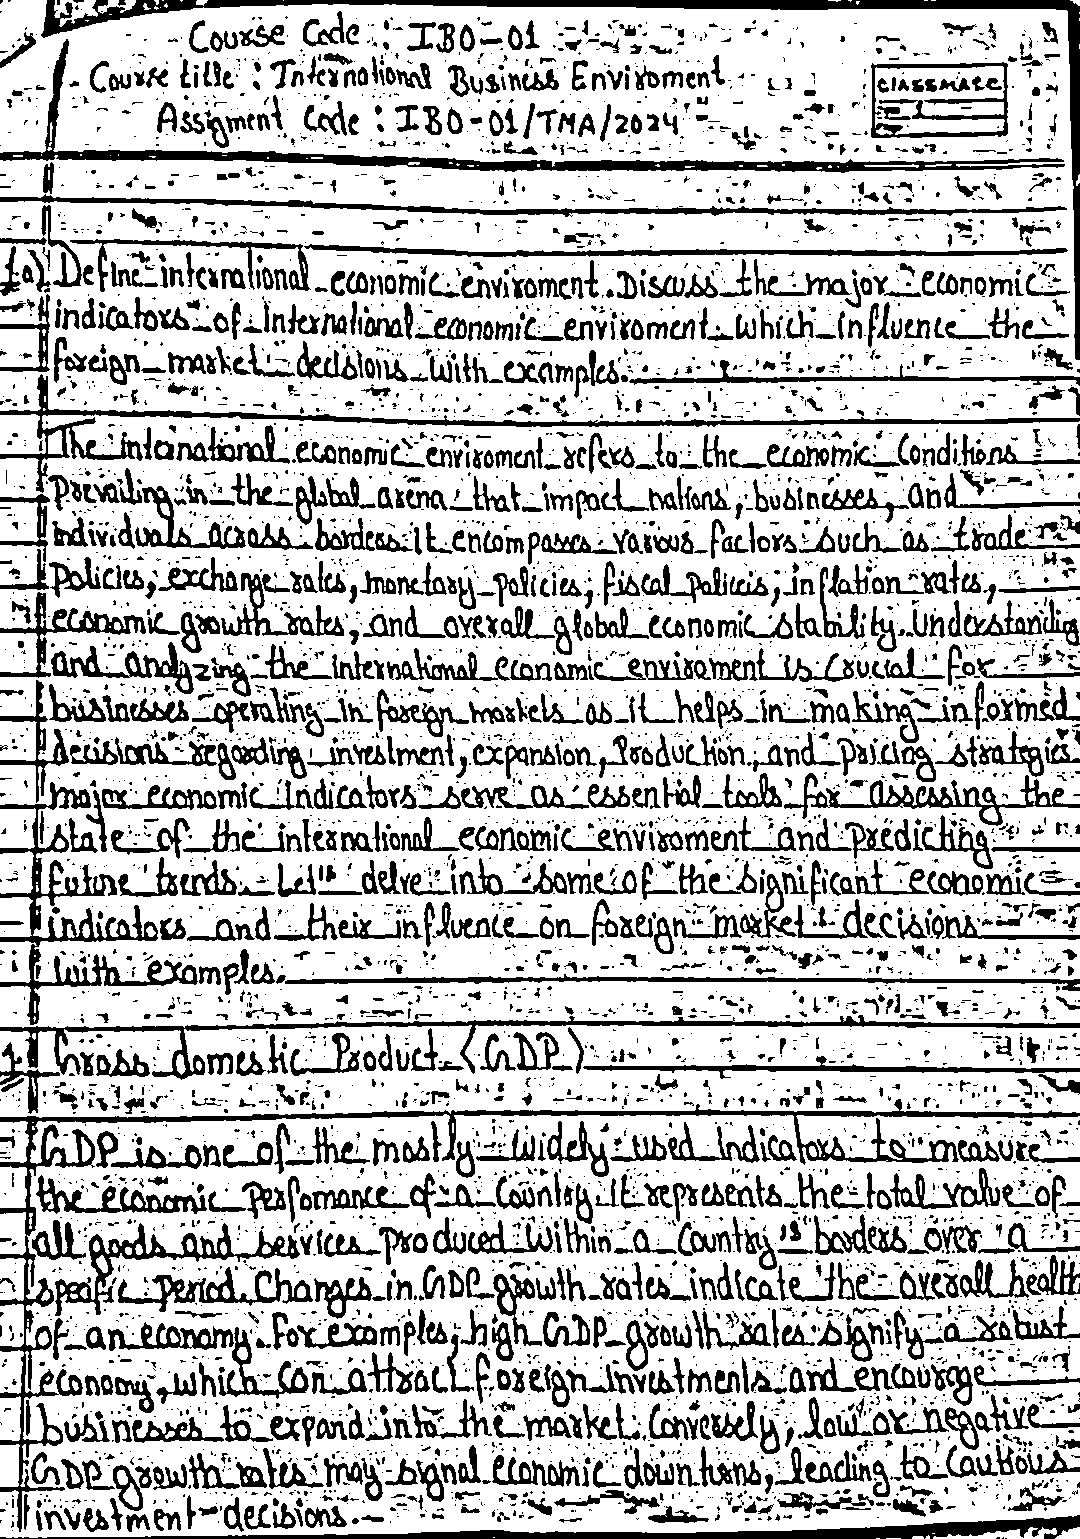 Course Code : IBO-01
Course title : International Business Enviroment
Assigment Code : IBO-01/TMA/2024
CLASSMATE
1
1a) Define international economic enviroment. Discuss the major economic
indicators of International economic enviroment which influence the
foreign market decisions with examples.
The international economic enviroment refers to the economic Conditions
Prevailing in the global arena that impact nations, businesses, and
individuals across borders. It encompasses various factors such as trade
policies, exchange rates, monetary policies, fiscal policeis, inflation rates,
economic growth rates, and overall global economic stability. Understanding
and analyzing the international economic enviroment is crucial for
businesses operating in foreign markets as it helps in making informed
decisions regarding investment, expansion, Production, and pricing strategies
major economic indicators serve as essential tools for assessing the
state of the international economic enviroment and predicting
future trends. Let's delve into some of the significant economic
indicators and their influence on foreign market decisions
with examples.
1. Gross domestic Product (GDP)
GDP is one of the mostly widely used indicators to measure
the economic Perfomance of a Country. It represents the total value of
all goods and services produced within a Country's borders over a
specific Period. Changes in GDP growth rates indicate the overall health
of an economy. For examples, high GDP growth rates signify a robust
economy, which can attract foreign investments and encourage
businesses to expand into the market. Conversely, low or negative
GDP growth rates may signal economic downturns, leading to Cautious
investment decisions.